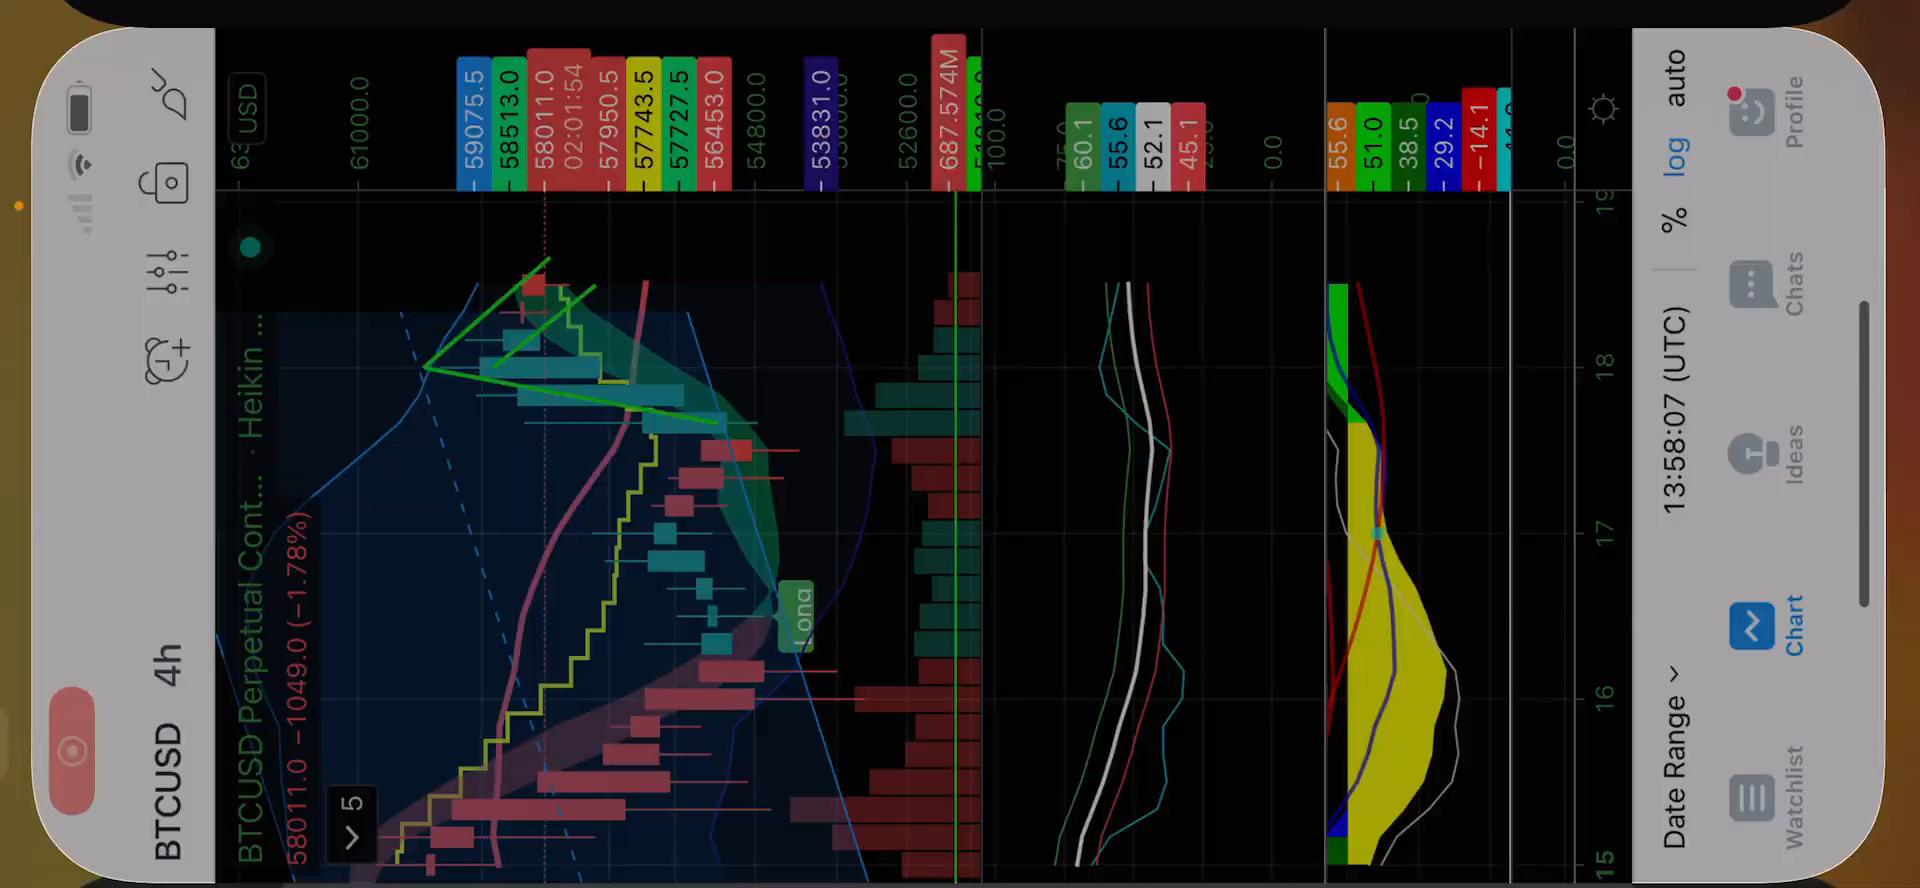 BTCUSD 4h
BTCUSD Perpetual Cont... · Heikin ...
58011.0 −1049.0 (−1.78%)
5
USD
61000.0
59075.5
58513.0
58011.0
02:01:54
57950.5
57743.5
57727.5
56453.0
54800.0
53831.0
52600.0
687.574M
Long
100.0
60.1
55.6
52.1
45.1
0.0
55.6
51.0
38.5
29.2
−14.1
0.0
15
16
17
18
19
Date Range
13:58:07 (UTC)
%
log
auto
Watchlist
Chart
Ideas
Chats
Profile